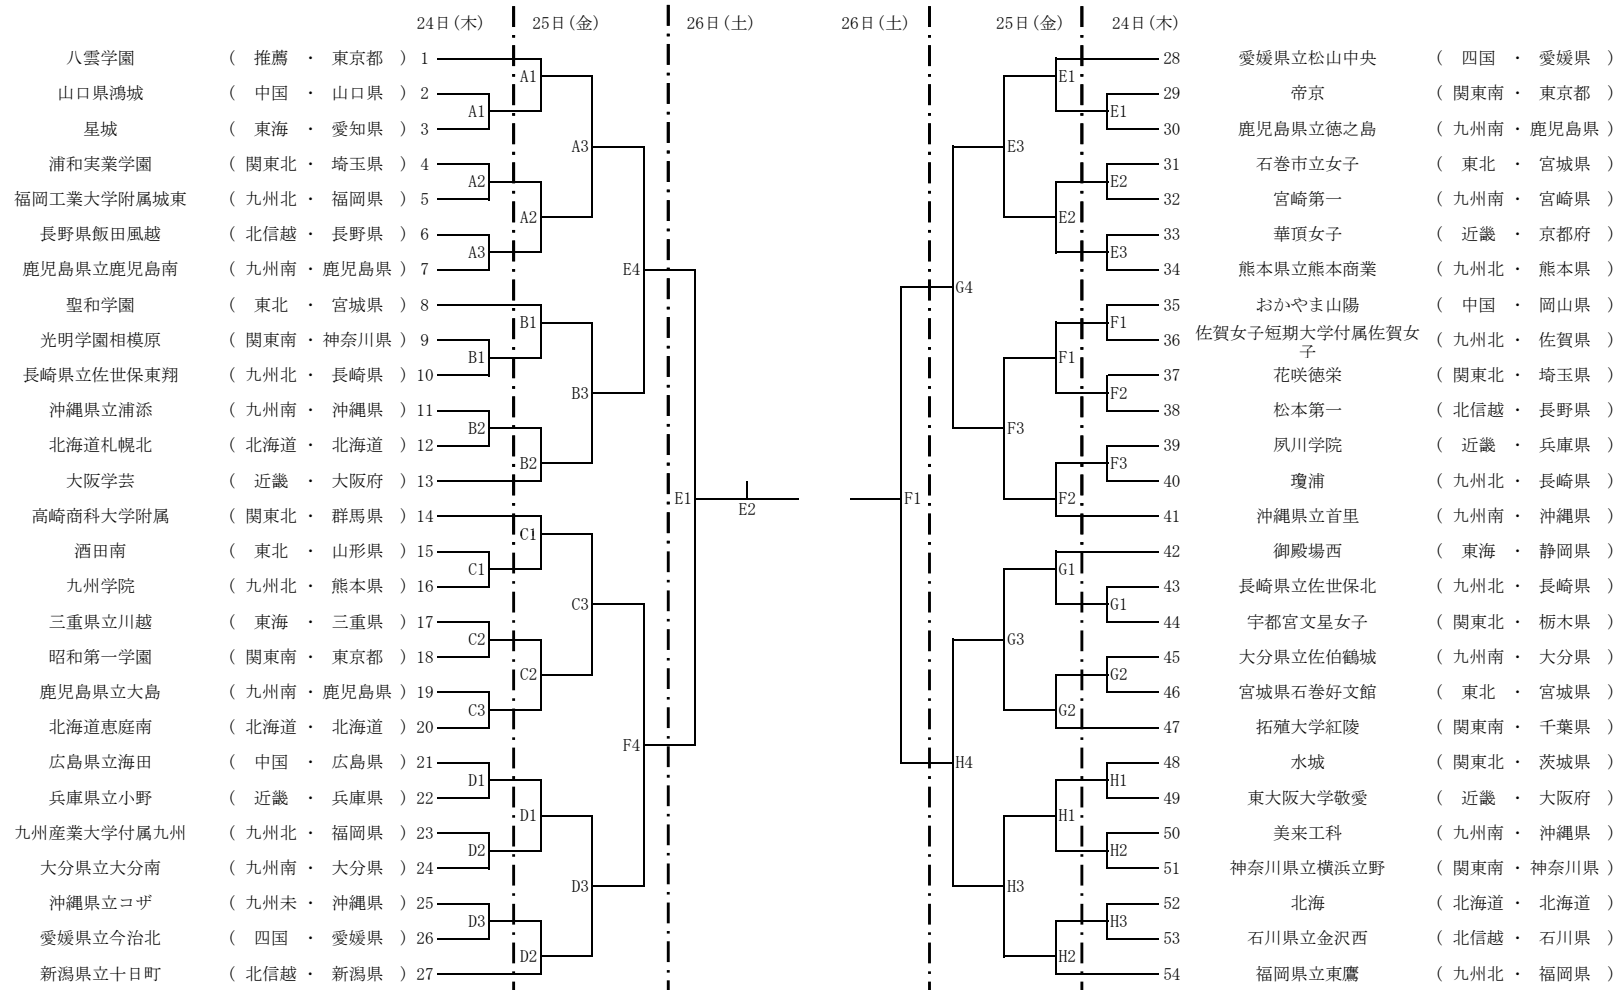 24日(木) 25日(金) 26日(土) 26日(土) 25日(金) 24日(木)
八雲学園 ( 推薦 ・ 東京都 ) 1 28 愛媛県立松山中央 ( 四国 ・ 愛媛県 )
A1 E1
山口県鴻城 ( 中国 ・ 山口県 ) 2 29 帝京 ( 関東南 ・ 東京都 )
A1 E1
星城 ( 東海 ・ 愛知県 ) 3 30 鹿児島県立徳之島 ( 九州南 ・ 鹿児島県 )
A3 E3
浦和実業学園 ( 関東北 ・ 埼玉県 ) 4 31 石巻市立女子 ( 東北 ・ 宮城県 )
A2 E2
福岡工業大学附属城東 ( 九州北 ・ 福岡県 ) 5 32 宮崎第一 ( 九州南 ・ 宮崎県 )
A2 E2
長野県飯田風越 ( 北信越 ・ 長野県 ) 6 33 華頂女子 ( 近畿 ・ 京都府 )
A3 E3
鹿児島県立鹿児島南 ( 九州南 ・ 鹿児島県 ) 7 E4 34 熊本県立熊本商業 ( 九州北 ・ 熊本県 )
G4
聖和学園 ( 東北 ・ 宮城県 ) 8 35 おかやま山陽 ( 中国 ・ 岡山県 )
B1 F1
光明学園相模原 ( 関東南 ・ 神奈川県 ) 9 36 佐賀女子短期大学付属佐賀女
子 ( 九州北 ・ 佐賀県 )
B1 F1
長崎県立佐世保東翔 ( 九州北 ・ 長崎県 ) 10 37 花咲徳栄 ( 関東北 ・ 埼玉県 )
B3 F2
沖縄県立浦添 ( 九州南 ・ 沖縄県 ) 11 38 松本第一 ( 北信越 ・ 長野県 )
B2 F3
北海道札幌北 ( 北海道 ・ 北海道 ) 12 39 夙川学院 ( 近畿 ・ 兵庫県 )
B2 F3
大阪学芸 ( 近畿 ・ 大阪府 ) 13 40 瓊浦 ( 九州北 ・ 長崎県 )
E1 E2 F1 F2
高崎商科大学附属 ( 関東北 ・ 群馬県 ) 14 41 沖縄県立首里 ( 九州南 ・ 沖縄県 )
C1
酒田南 ( 東北 ・ 山形県 ) 15 42 御殿場西 ( 東海 ・ 静岡県 )
C1 G1
九州学院 ( 九州北 ・ 熊本県 ) 16 43 長崎県立佐世保北 ( 九州北 ・ 長崎県 )
C3 G1
三重県立川越 ( 東海 ・ 三重県 ) 17 44 宇都宮文星女子 ( 関東北 ・ 栃木県 )
C2 G3
昭和第一学園 ( 関東南 ・ 東京都 ) 18 45 大分県立佐伯鶴城 ( 九州南 ・ 大分県 )
C2 G2
鹿児島県立大島 ( 九州南 ・ 鹿児島県 ) 19 46 宮城県石巻好文館 ( 東北 ・ 宮城県 )
C3 G2
北海道恵庭南 ( 北海道 ・ 北海道 ) 20 47 拓殖大学紅陵 ( 関東南 ・ 千葉県 )
F4
広島県立海田 ( 中国 ・ 広島県 ) 21 H4 48 水城 ( 関東北 ・ 茨城県 )
D1 H1
兵庫県立小野 ( 近畿 ・ 兵庫県 ) 22 49 東大阪大学敬愛 ( 近畿 ・ 大阪府 )
D1 H1
九州産業大学付属九州 ( 九州北 ・ 福岡県 ) 23 50 美来工科 ( 九州南 ・ 沖縄県 )
D2 H2
大分県立大分南 ( 九州南 ・ 大分県 ) 24 51 神奈川県立横浜立野 ( 関東南 ・ 神奈川県 )
D3 H3
沖縄県立コザ ( 九州未 ・ 沖縄県 ) 25 52 北海 ( 北海道 ・ 北海道 )
D3 H3
愛媛県立今治北 ( 四国 ・ 愛媛県 ) 26 53 石川県立金沢西 ( 北信越 ・ 石川県 )
D2 H2
新潟県立十日町 ( 北信越 ・ 新潟県 ) 27 54 福岡県立東鷹 ( 九州北 ・ 福岡県 )